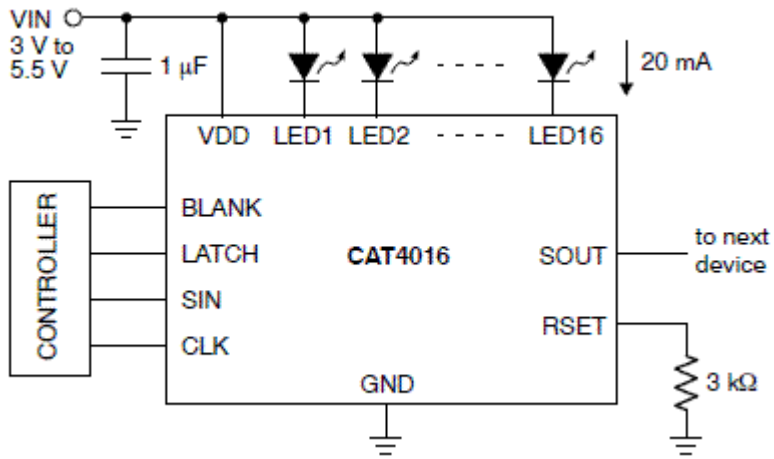 VIN
3 V to
5.5 V
1 μF
20 mA
VDD LED1 LED2 LED16
CONTROLLER
BLANK
LATCH
SIN
CLK
CAT4016
SOUT
RSET
to next
device
GND
3 kΩ